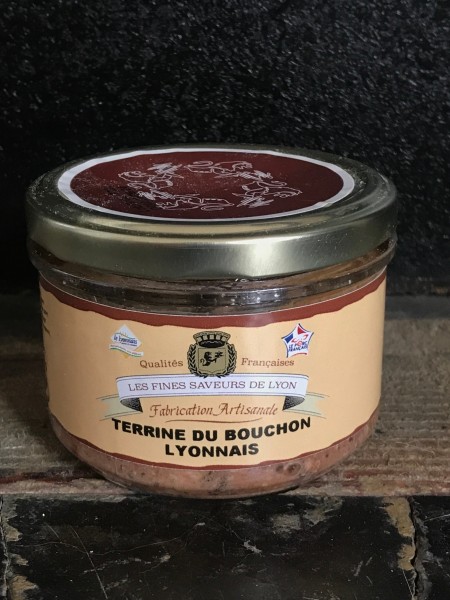 Qualités Françaises
LES FINES SAVEURS DE LYON
Fabrication Artisanale
TERRINE DU BOUCHON
LYONNAIS